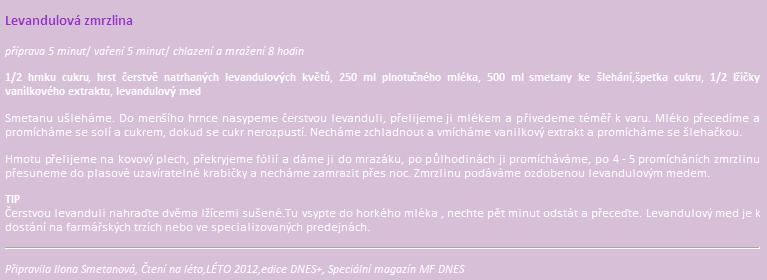 Levandulová zmrzlina
příprava 5 minut/ vaření 5 minut/ chlazení a mražení 8 hodin
1/2 hrnku cukru, hrst čerstvě natrhaných levandulových květů, 250 ml plnotučného mléka, 500 ml smetany ke šlehání,špetka cukru, 1/2 lžičky
vanilkového extraktu, levandulový med
Smetanu ušleháme. Do menšího hrnce nasypeme čerstvou levanduli, přelijeme ji mlékem a přivedeme téměř k varu. Mléko přecedíme a
promícháme se solí a cukrem, dokud se cukr nerozpustí. Necháme zchladnout a vmícháme vanilkový extrakt a promícháme se šlehačkou.
Hmotu přelijeme na kovový plech, překryjeme fólií a dáme ji do mrazáku, po půlhodinách ji promícháváme, po 4 - 5 promícháních zmrzlinu
přesuneme do plasové uzavíratelné krabičky a necháme zamrazit přes noc. Zmrzlinu podáváme ozdobenou levandulovým medem.
TIP
Čerstvou levanduli nahraďte dvěma lžícemi sušené.Tu vsypte do horkého mléka , nechte pět minut odstát a přeceďte. Levandulový med je k
dostání na farmářských trzích nebo ve specializovaných predejnách.
Připravila Ilona Smetanová, Čtení na léto,LÉTO 2012,edice DNES+, Speciální magazín MF DNES